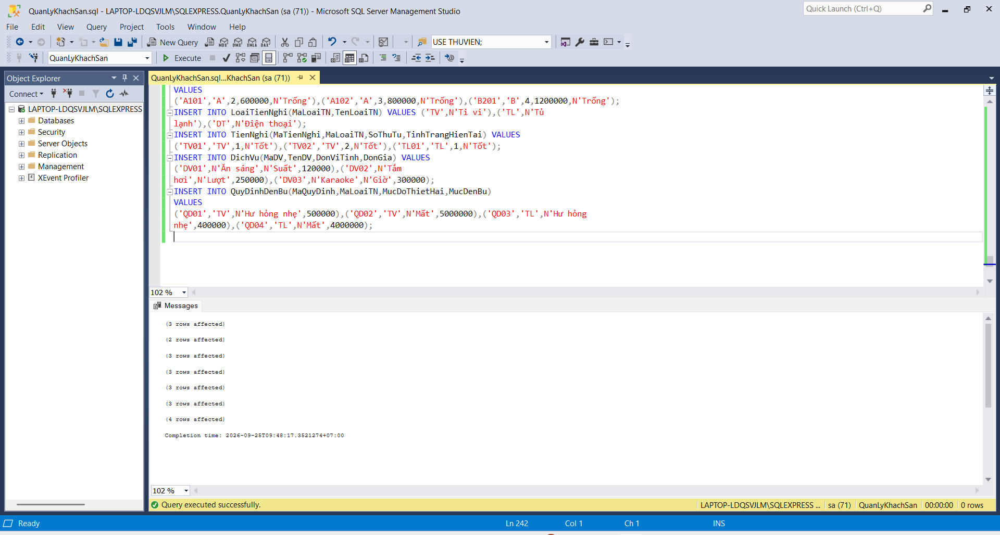 QuanLyKhachSan.sql - LAPTOP-LDQSVJLM\SQLEXPRESS.QuanLyKhachSan (sa (71)) - Microsoft SQL Server Management Studio
Quick Launch (Ctrl+Q)
File Edit View Query Project Tools Window Help
New Query
MDX DMX XMLA DAX
USE THUVIEN;
QuanLyKhachSan
Execute
Object Explorer
Connect
LAPTOP-LDQSVJLM\SQLEXPRESS
Databases
Security
Server Objects
Replication
Management
XEvent Profiler
QuanLyKhachSan.sql...KhachSan (sa (71))
VALUES
('A101','A',2,600000,N'Trống'),('A102','A',3,800000,N'Trống'),('B201','B',4,1200000,N'Trống');
INSERT INTO LoaiTienNghi(MaLoaiTN,TenLoaiTN) VALUES ('TV',N'Ti vi'),('TL',N'Tủ
lạnh'),('DT',N'Điện thoại');
INSERT INTO TienNghi(MaTienNghi,MaLoaiTN,SoThuTu,TinhTrangHienTai) VALUES
('TV01','TV',1,N'Tốt'),('TV02','TV',2,N'Tốt'),('TL01','TL',1,N'Tốt');
INSERT INTO DichVu(MaDV,TenDV,DonViTinh,DonGia) VALUES
('DV01',N'Ăn sáng',N'Suất',120000),('DV02',N'Tắm
hơi',N'Lượt',250000),('DV03',N'Karaoke',N'Giờ',300000);
INSERT INTO QuyDinhDenBu(MaQuyDinh,MaLoaiTN,MucDoThietHai,MucDenBu)
VALUES
('QD01','TV',N'Hư hỏng nhẹ',500000),('QD02','TV',N'Mất',5000000),('QD03','TL',N'Hư hỏng
nhẹ',400000),('QD04','TL',N'Mất',4000000);
102 %
Messages
(3 rows affected)
(2 rows affected)
(3 rows affected)
(3 rows affected)
(3 rows affected)
(3 rows affected)
(4 rows affected)
Completion time: 2026-09-25T09:48:17.3521274+07:00
102 %
Query executed successfully.
LAPTOP-LDQSVJLM\SQLEXPRESS ... sa (71) QuanLyKhachSan 00:00:00 0 rows
Ready
Ln 242 Col 1 Ch 1 INS